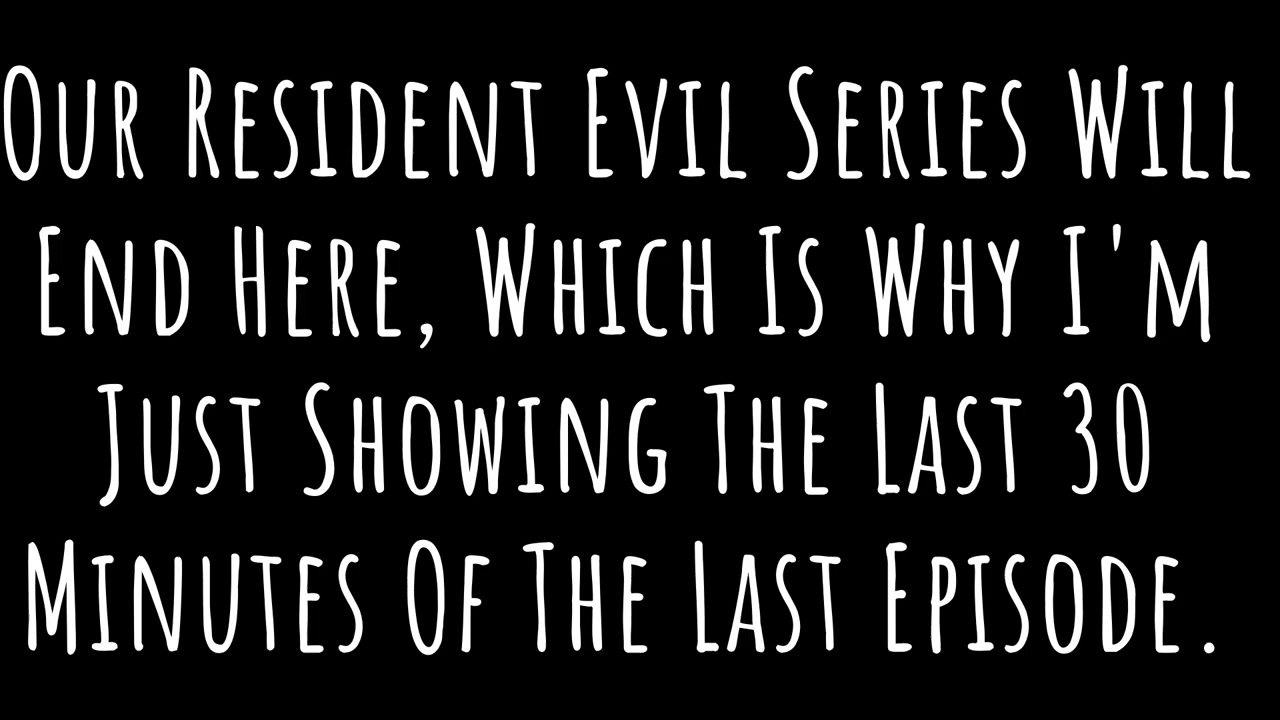 Our Resident Evil Series Will
End Here, Which Is Why I'm
Just Showing The Last 30
Minutes Of The Last Episode.